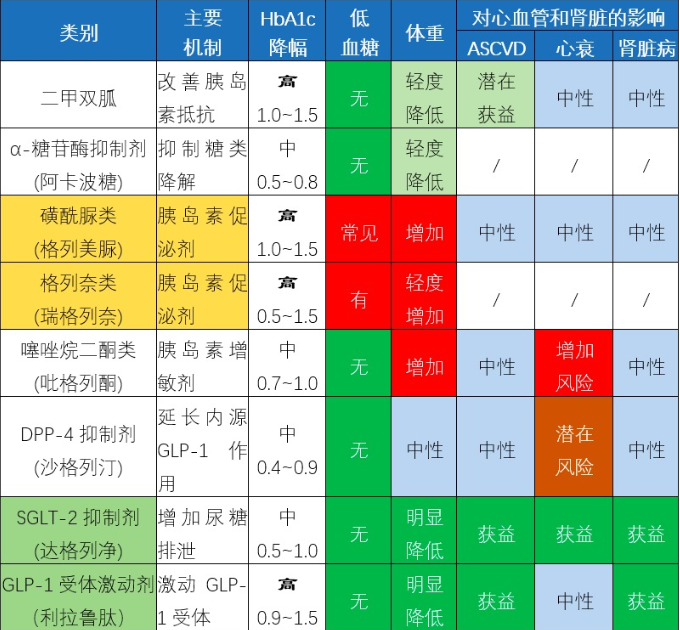 类别 主要机制 HbA1c降幅 低血糖 体重 对心血管和肾脏的影响
ASCVD 心衰 肾脏病
二甲双胍 改善胰岛素抵抗 高 1.0~1.5 无 轻度降低 潜在获益 中性 中性
α-糖苷酶抑制剂(阿卡波糖) 抑制糖类降解 中 0.5~0.8 无 轻度降低 / / /
磺酰脲类(格列美脲) 胰岛素促泌剂 高 1.0~1.5 常见 增加 中性 中性 中性
格列奈类(瑞格列奈) 胰岛素促泌剂 高 0.5~1.5 有 轻度增加 / / /
噻唑烷二酮类(吡格列酮) 胰岛素增敏剂 中 0.7~1.0 无 增加 中性 增加风险 中性
DPP-4 抑制剂(沙格列汀) 延长内源GLP-1 作用 中 0.4~0.9 无 中性 中性 潜在风险 中性
SGLT-2 抑制剂(达格列净) 增加尿糖排泄 中 0.5~1.0 无 明显降低 获益 获益 获益
GLP-1 受体激动剂(利拉鲁肽) 激动 GLP-1 受体 高 0.9~1.5 无 明显降低 获益 中性 获益